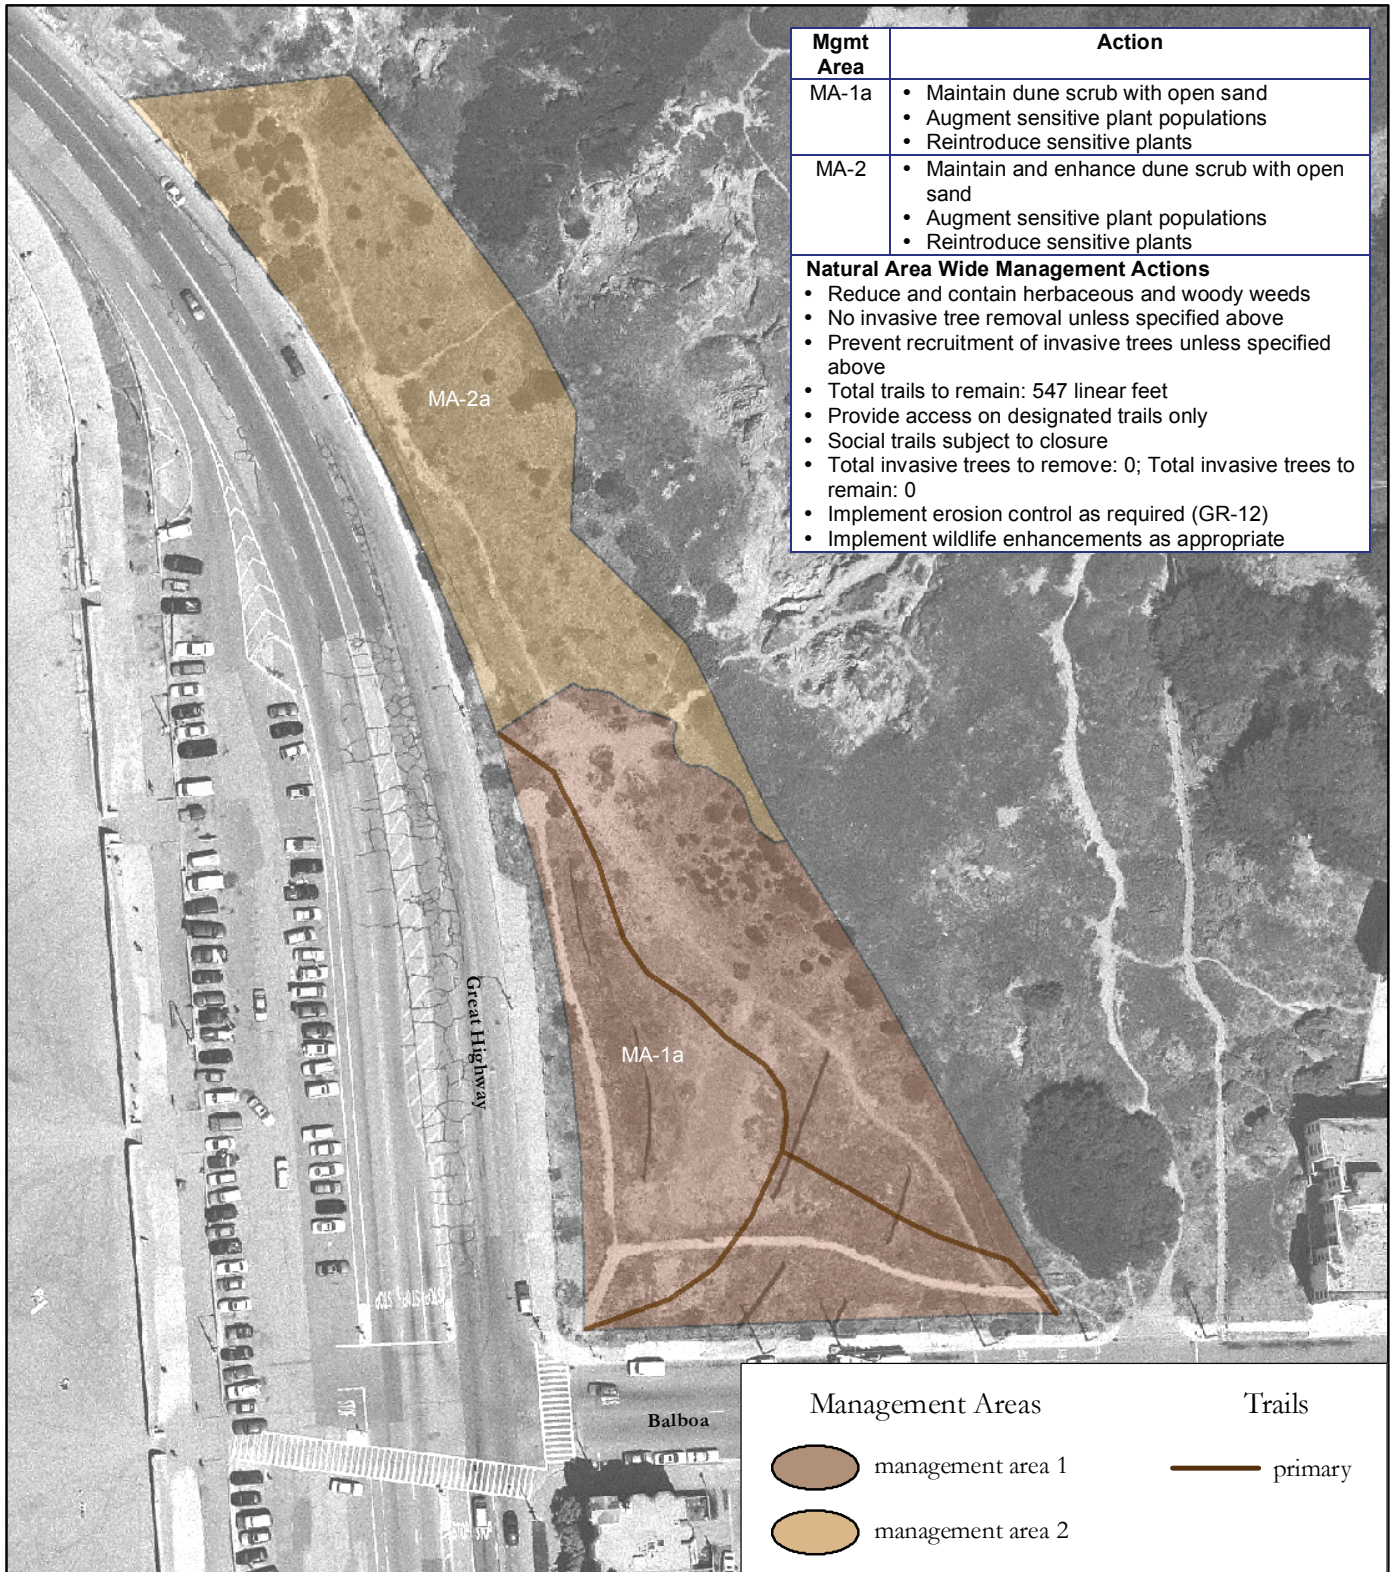 Mgmt Area
Action
MA-1a
• Maintain dune scrub with open sand
• Augment sensitive plant populations
• Reintroduce sensitive plants
MA-2
• Maintain and enhance dune scrub with open
sand
• Augment sensitive plant populations
• Reintroduce sensitive plants
Natural Area Wide Management Actions
• Reduce and contain herbaceous and woody weeds
• No invasive tree removal unless specified above
• Prevent recruitment of invasive trees unless specified
above
• Total trails to remain: 547 linear feet
• Provide access on designated trails only
• Social trails subject to closure
• Total invasive trees to remove: 0; Total invasive trees to
remain: 0
• Implement erosion control as required (GR-12)
• Implement wildlife enhancements as appropriate
MA-2a
MA-1a
Great Highway
Balboa
Management Areas
management area 1
management area 2
Trails
primary